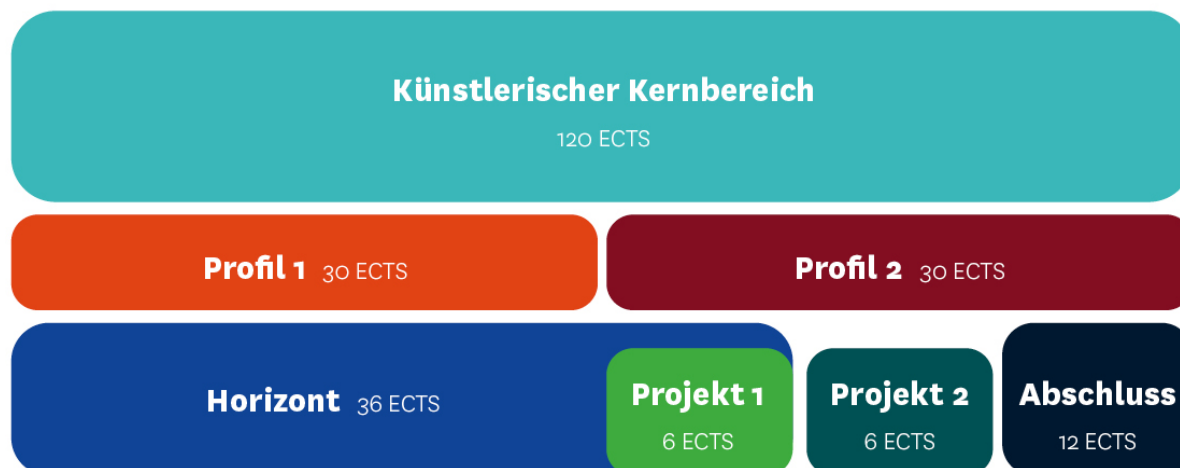 Künstlerischer Kernbereich
120 ECTS
Profil 1 30 ECTS
Profil 2 30 ECTS
Horizont 36 ECTS
Projekt 1
6 ECTS
Projekt 2
6 ECTS
Abschluss
12 ECTS